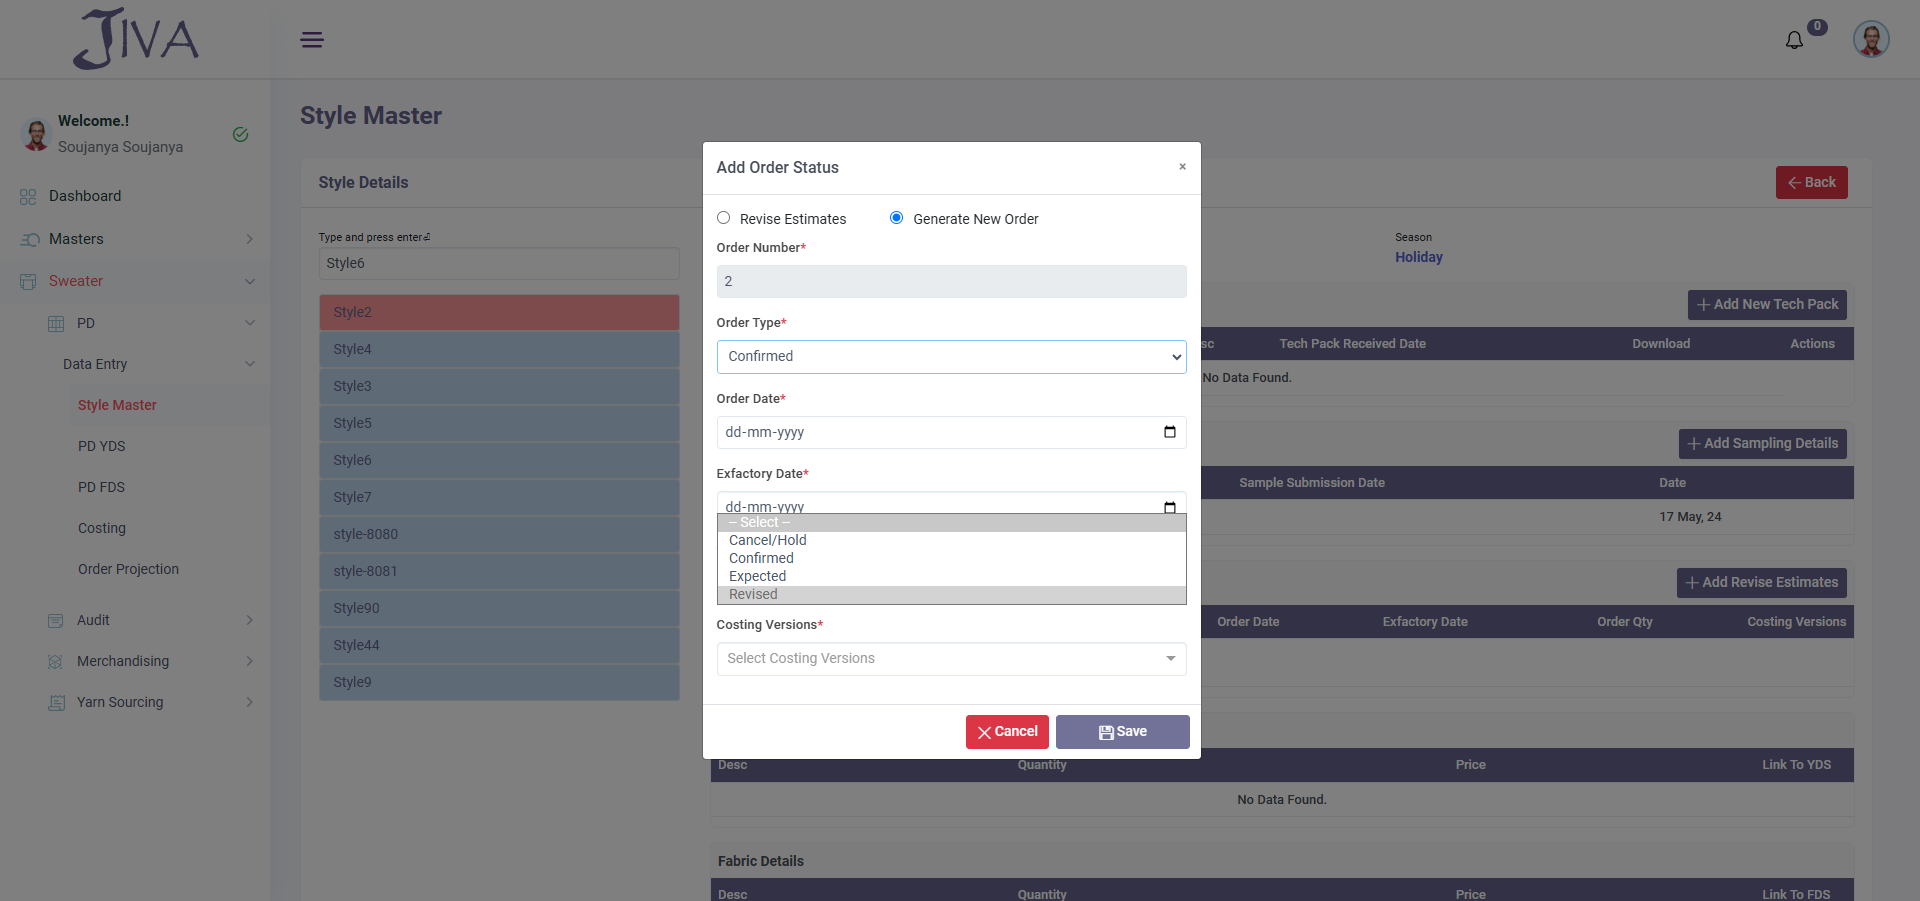 JIVA
0
Welcome.!
Soujanya Soujanya
Dashboard
Masters
Sweater
PD
Data Entry
Style Master
PD YDS
PD FDS
Costing
Order Projection
Audit
Merchandising
Yarn Sourcing
Style Master
Style Details
Back
Type and press enter⏎
Style6
Style2
Style4
Style3
Style5
Style6
Style7
style-8080
style-8081
Style90
Style44
Style9
Add Order Status
×
Revise Estimates
Generate New Order
Order Number*
2
Order Type*
Confirmed
Order Date*
dd-mm-yyyy
Exfactory Date*
dd-mm-yyyy
-- Select --
Cancel/Hold
Confirmed
Expected
Revised
Costing Versions*
Select Costing Versions
Cancel
Save
Season
Holiday
Add New Tech Pack
sc Tech Pack Received Date Download Actions
No Data Found.
Add Sampling Details
Sample Submission Date Date
17 May, 24
Add Revise Estimates
Order Date Exfactory Date Order Qty Costing Versions
Desc Quantity Price Link To YDS
No Data Found.
Fabric Details
Desc Quantity Price Link To FDS